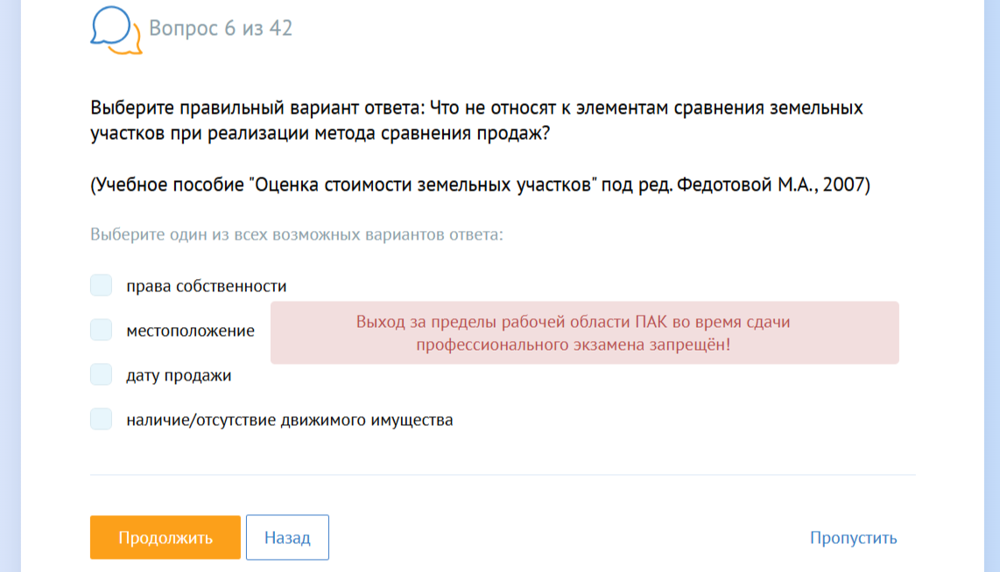 Вопрос 6 из 42
Выберите правильный вариант ответа: Что не относят к элементам сравнения земельных
участков при реализации метода сравнения продаж?
(Учебное пособие "Оценка стоимости земельных участков" под ред. Федотовой М.А., 2007)
Выберите один из всех возможных вариантов ответа:
права собственности
местоположение
Выход за пределы рабочей области ПАК во время сдачи
профессионального экзамена запрещён!
дату продажи
наличие/отсутствие движимого имущества
Продолжить
Назад
Пропустить